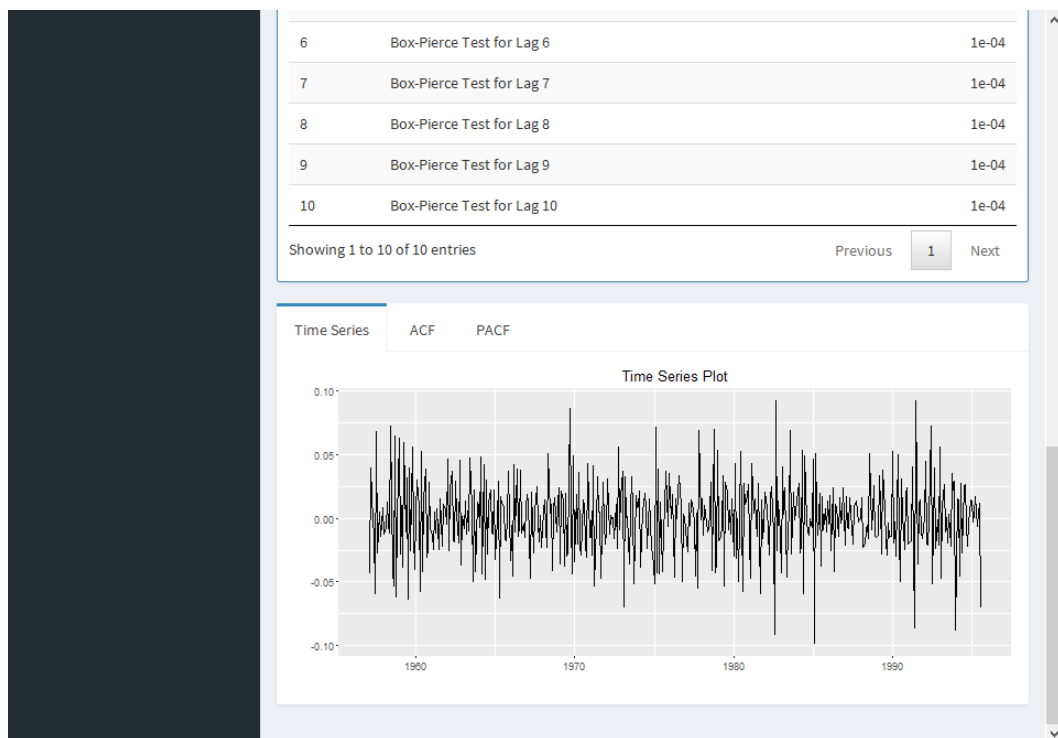 6 Box-Pierce Test for Lag 6 1e-04
7 Box-Pierce Test for Lag 7 1e-04
8 Box-Pierce Test for Lag 8 1e-04
9 Box-Pierce Test for Lag 9 1e-04
10 Box-Pierce Test for Lag 10 1e-04
Showing 1 to 10 of 10 entries Previous 1 Next
Time Series ACF PACF
Time Series Plot
0.10
0.05
0.00
-0.05
-0.10
1960 1970 1980 1990